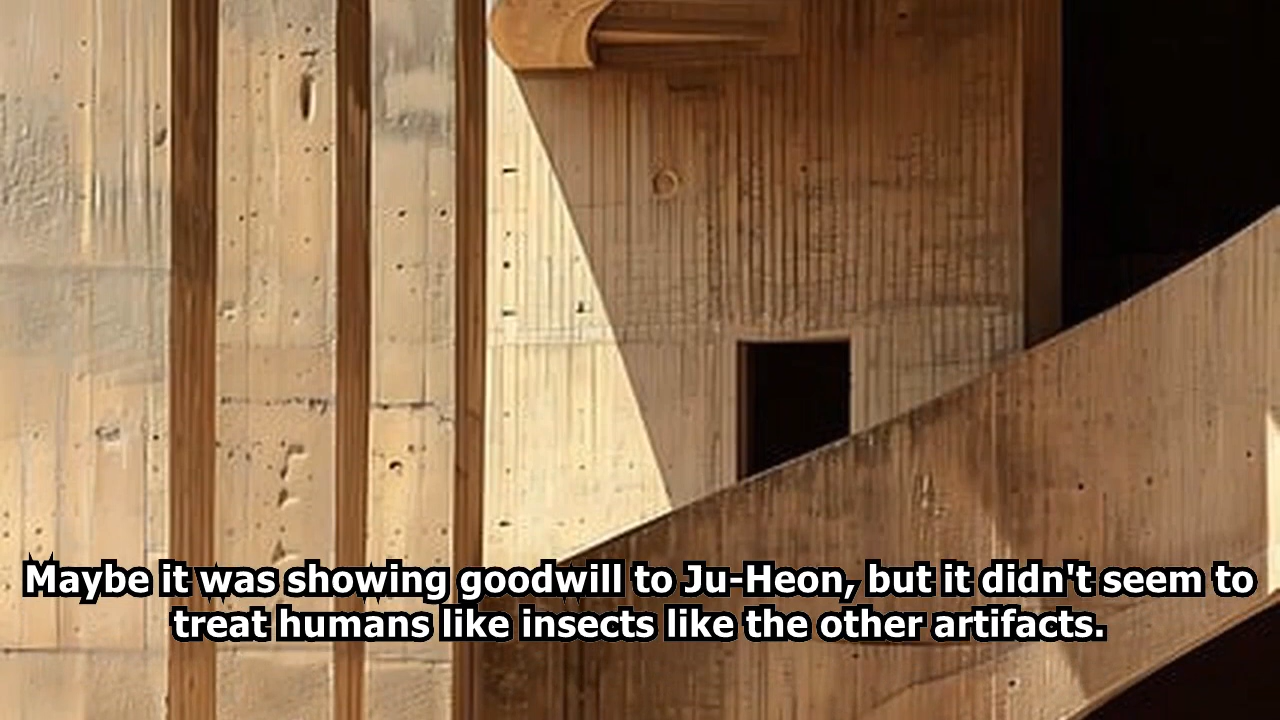 Maybe it was showing goodwill to Ju-Heon, but it didn't seem to
treat humans like insects like the other artifacts.